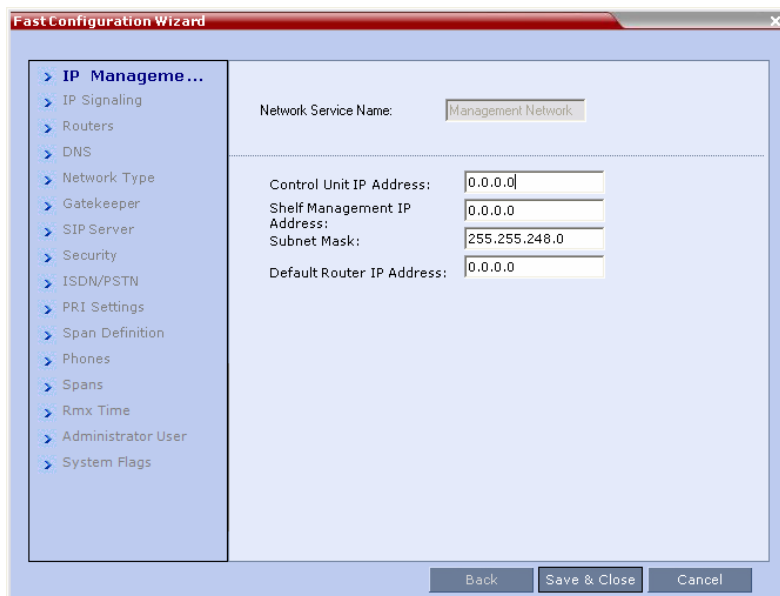 Fast Configuration Wizard
IP Manageme...
IP Signaling
Routers
DNS
Network Type
Gatekeeper
SIP Server
Security
ISDN/PSTN
PRI Settings
Span Definition
Phones
Spans
Rmx Time
Administrator User
System Flags
Network Service Name: Management Network
Control Unit IP Address: 0.0.0.0
Shelf Management IP
Address: 0.0.0.0
Subnet Mask: 255.255.248.0
Default Router IP Address: 0.0.0.0
Back Save & Close Cancel